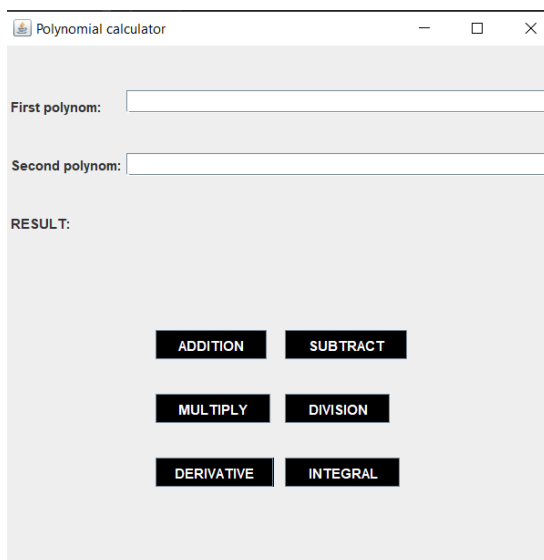 Polynomial calculator
First polynom:
Second polynom:
RESULT:
ADDITION SUBTRACT
MULTIPLY DIVISION
DERIVATIVE INTEGRAL